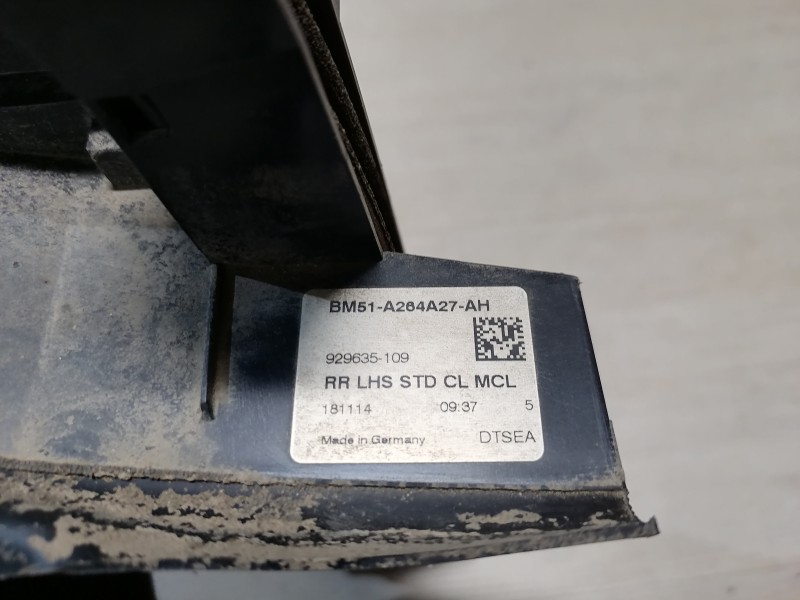 BM51-A264A27-AH
929635-109
RR LHS STD CL MCL
181114 09:37 5
Made in Germany DTSEA